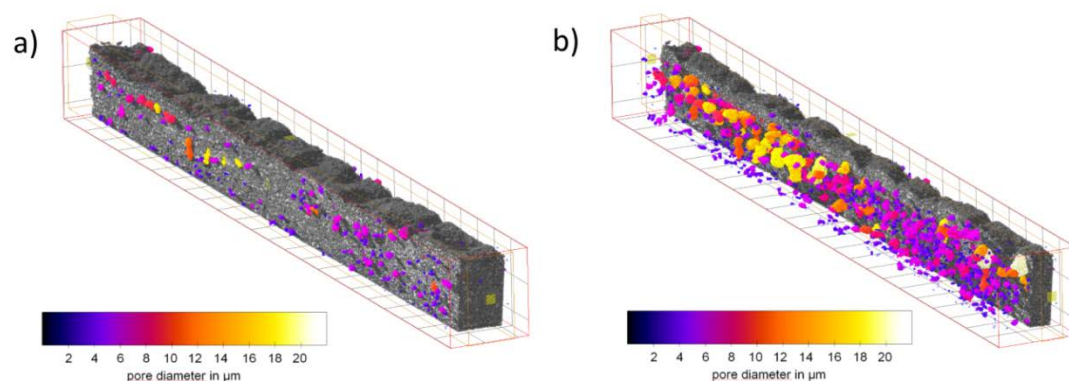 a)
b)
2 4 6 8 10 12 14 16 18 20
pore diameter in µm
2 4 6 8 10 12 14 16 18 20
pore diameter in µm